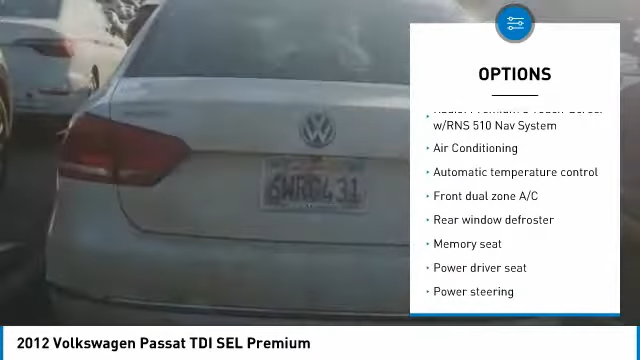 OPTIONS
w/RNS 510 Nav System
Air Conditioning
Automatic temperature control
Front dual zone A/C
Rear window defroster
Memory seat
Power driver seat
Power steering
2012 Volkswagen Passat TDI SEL Premium